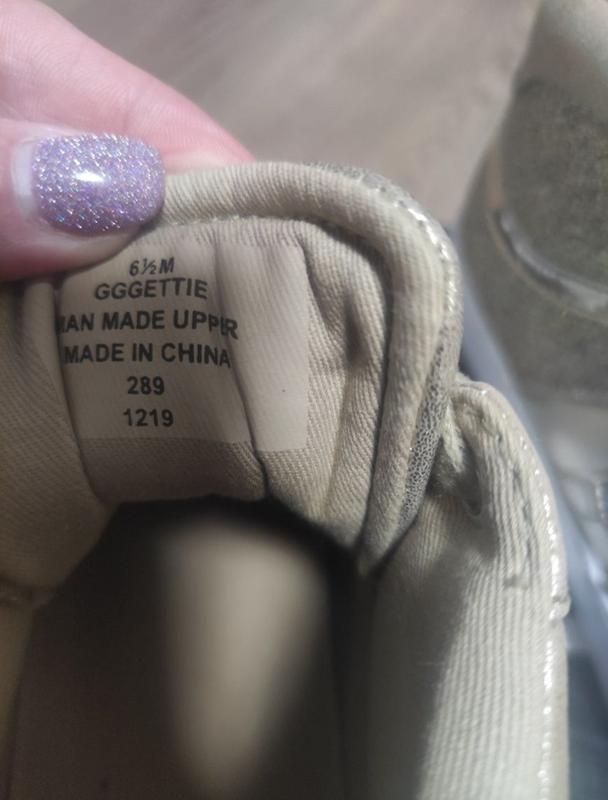 6½M
GGGETTIE
MAN MADE UPPER
MADE IN CHINA
289
1219